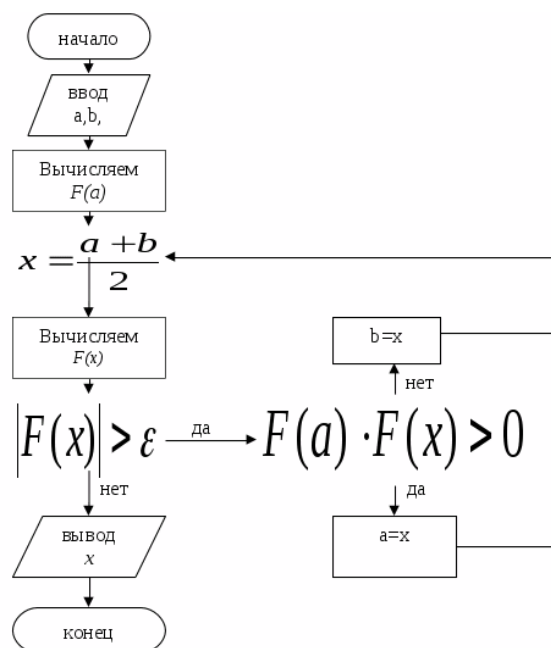 начало
ввод
a,b,
Вычисляем
F(a)
x = a + b / 2
Вычисляем
F(x)
b=x
нет
|F(x)| > ε
да
F(a) · F(x) > 0
нет
да
вывод
x
a=x
конец